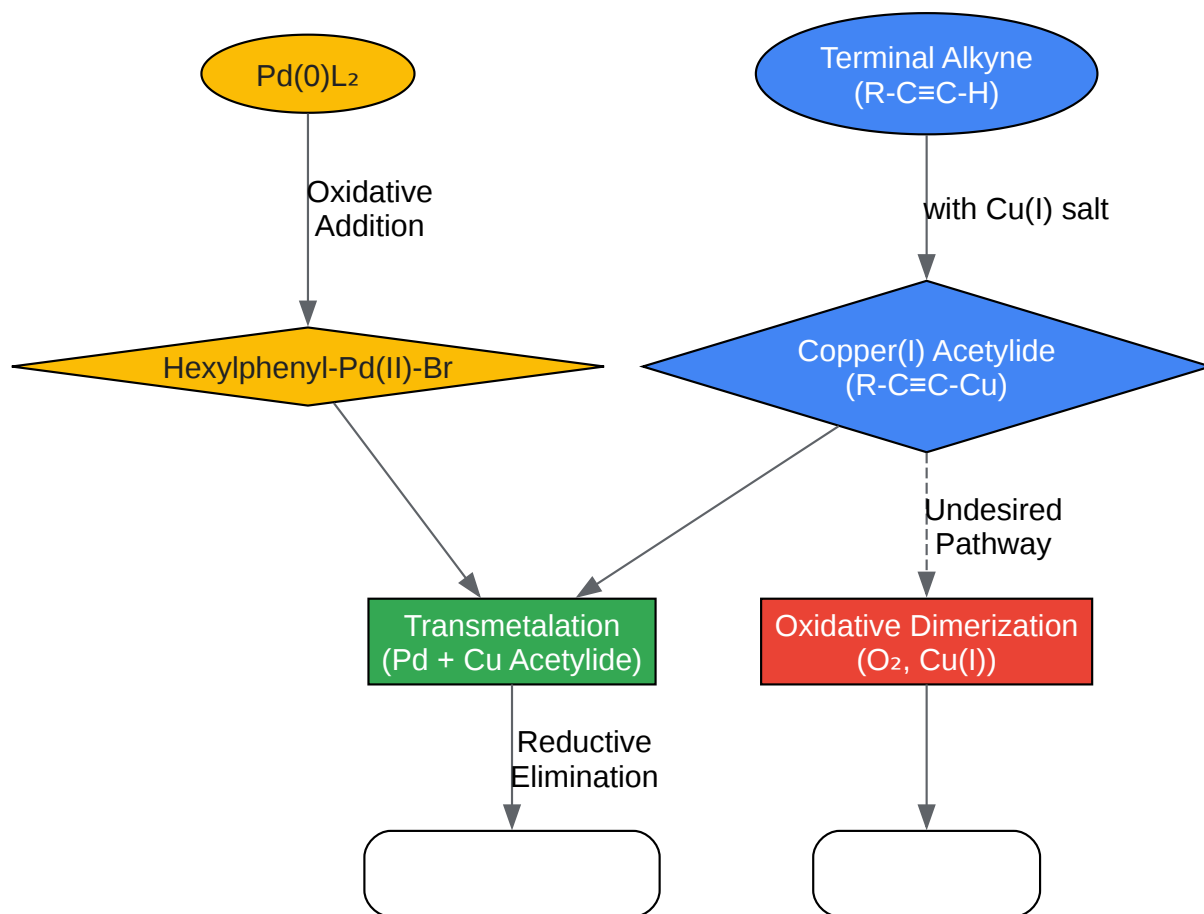 Pd(0)L₂
Terminal Alkyne
(R-C≡C-H)
Oxidative
Addition
with Cu(I) salt
Hexylphenyl-Pd(II)-Br
Copper(I) Acetylide
(R-C≡C-Cu)
Undesired
Pathway
Transmetalation
(Pd + Cu Acetylide)
Oxidative Dimerization
(O₂, Cu(I))
Reductive
Elimination